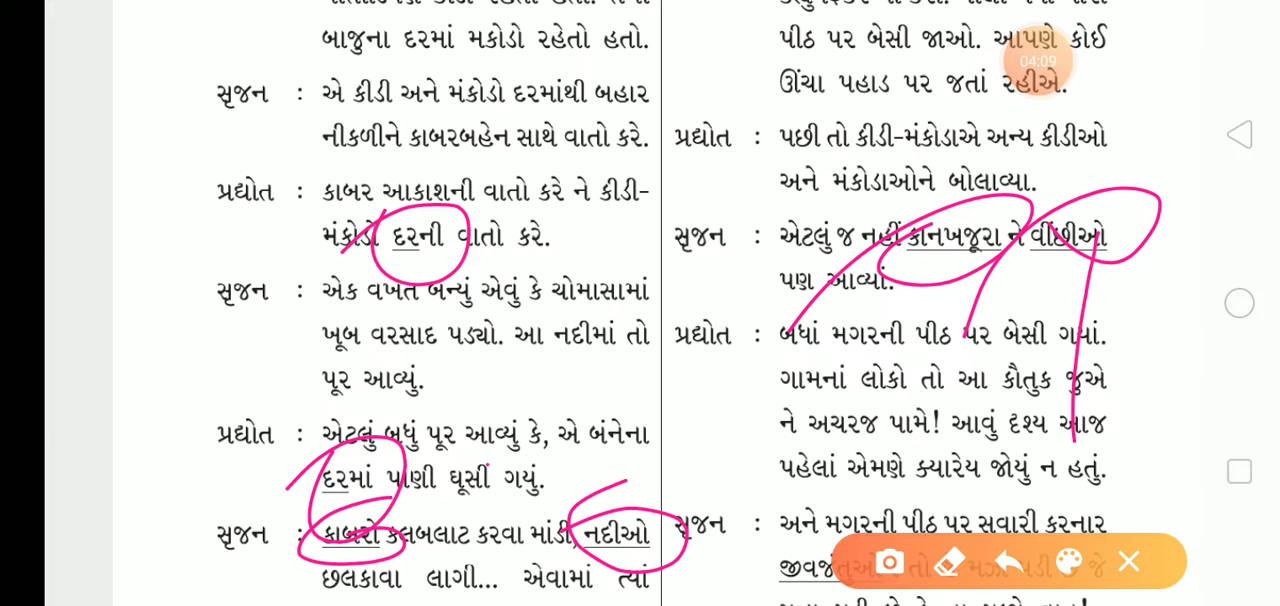 બાજુના દરમાં મકોડો રહેતો હતો.
સૃજન : એ કીડી અને મંકોડો દરમાંથી બહાર
નીકળીને કાબરબહેન સાથે વાતો કરે.
પ્રદ્યોત : કાબર આકાશની વાતો કરે ને કીડી-
મંકોડો દરની વાતો કરે.
સૃજન : એક વખત બન્યું એવું કે ચોમાસામાં
ખૂબ વરસાદ પડ્યો. આ નદીમાં તો
પૂર આવ્યું.
પ્રદ્યોત : એટલું બધું પૂર આવ્યું કે, એ બંનેના
દરમાં પાણી ઘૂસી ગયું.
સૃજન : કાબરો કલબલાટ કરવા માંડી, નદીઓ
છલકાવા લાગી... એવામાં ત્યાં
પીઠ પર બેસી જાઓ. આપણે કોઈ
ઊંચા પહાડ પર જતાં રહીએ.
04:09
પ્રદ્યોત : પછી તો કીડી-મંકોડાએ અન્ય કીડીઓ
અને મંકોડાઓને બોલાવ્યા.
સૃજન : એટલું જ નહીં કાનખજૂરા ને વીંછીઓ
પણ આવ્યાં.
પ્રદ્યોત : બધાં મગરની પીઠ પર બેસી ગયાં.
ગામનાં લોકો તો આ કૌતુક જુએ
ને અચરજ પામે! આવું દૃશ્ય આજ
પહેલાં એમણે ક્યારેય જોયું ન હતું.
સૃજન : અને મગરની પીઠ પર સવારી કરનાર